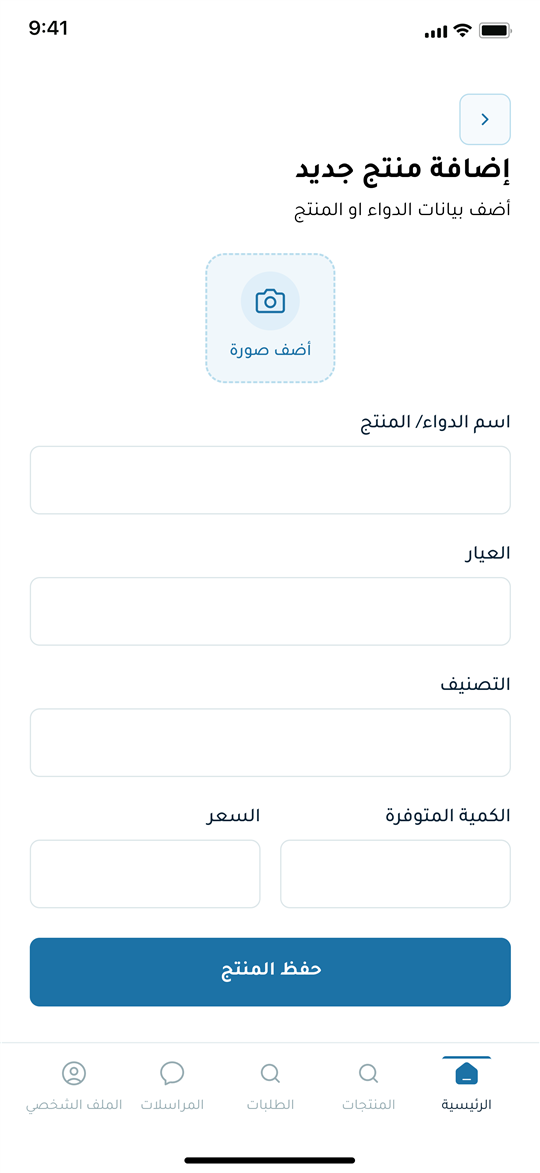 9:41
إضافة منتج جديد
أضف بيانات الدواء او المنتج
أضف صورة
اسم الدواء/ المنتج
العيار
التصنيف
الكمية المتوفرة
السعر
حفظ المنتج
الرئيسية
المنتجات
الطلبات
المراسلات
الملف الشخصي